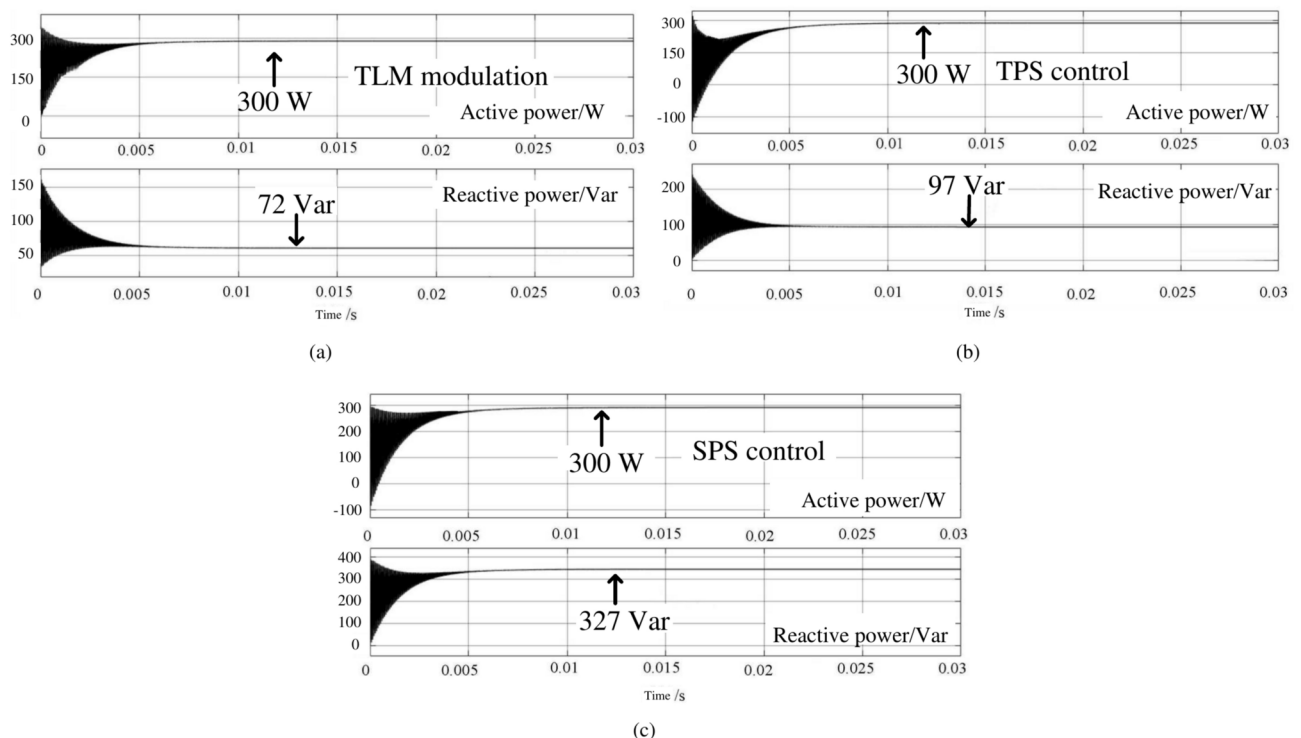 300
150
0
300 W
TLM modulation
Active power/W
0 0.005 0.01 0.015 0.02 0.025 0.03
150
100
50
72 Var
Reactive power/Var
0 0.005 0.01 0.015 0.02 0.025 0.03
Time /s
(a)
300
150
0
-100
300 W
TPS control
Active power/W
0 0.005 0.01 0.015 0.02 0.025 0.03
200
100
0
97 Var
Reactive power/Var
0 0.005 0.01 0.015 0.02 0.025 0.03
Time /s
(b)
300
200
100
0
-100
300 W
SPS control
Active power/W
0 0.005 0.01 0.015 0.02 0.025 0.03
400
300
200
100
0
327 Var
Reactive power/Var
0 0.005 0.01 0.015 0.02 0.025 0.03
Time /s
(c)